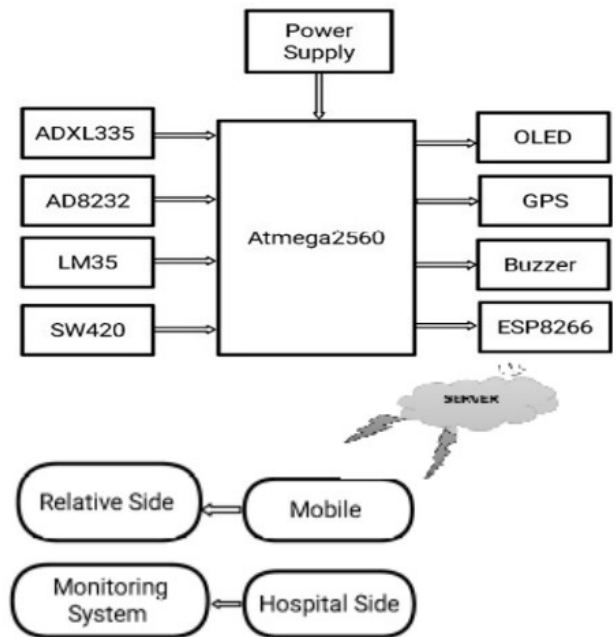 Power
Supply
ADXL335
OLED
AD8232
GPS
Atmega2560
LM35
Buzzer
SW420
ESP8266
SERVER
Relative Side
Mobile
Monitoring
System
Hospital Side